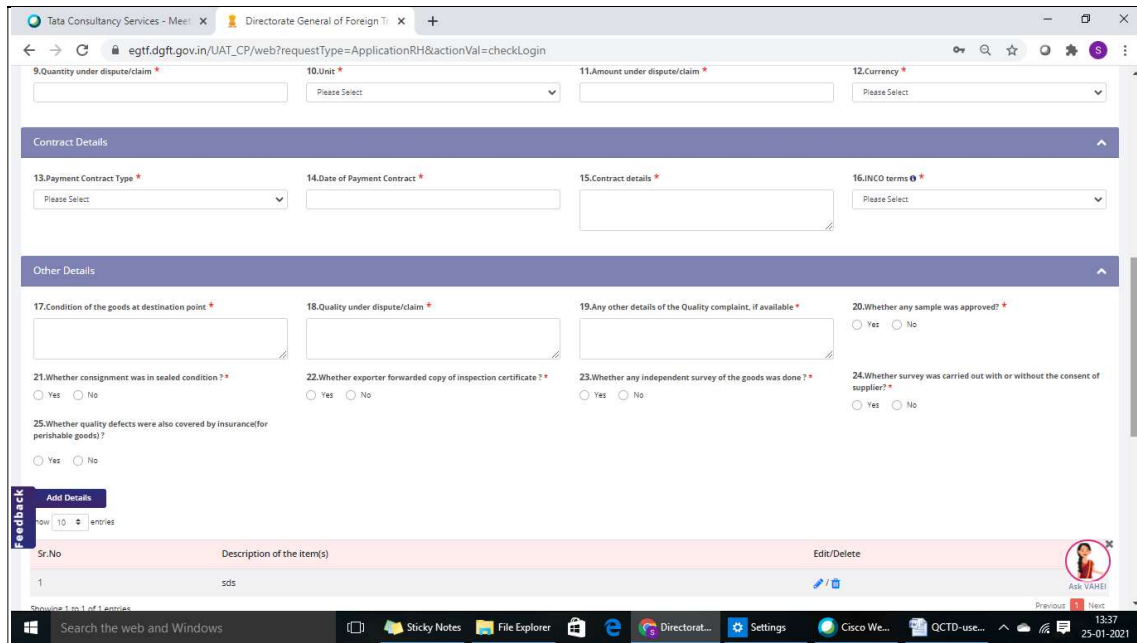 Tata Consultancy Services - Meet
Directorate General of Foreign Tr
egtf.dgft.gov.in/UAT_CP/web?requestType=ApplicationRH&actionVal=checkLogin
S
9.Quantity under dispute/claim * 10.Unit * 11.Amount under dispute/claim * 12.Currency *
Please Select Please Select
Contract Details
13.Payment Contract Type * 14.Date of Payment Contract * 15.Contract details * 16.INCO terms *
Please Select Please Select
Other Details
17.Condition of the goods at destination point * 18.Quality under dispute/claim * 19.Any other details of the Quality complaint, if available * 20.Whether any sample was approved? *
Yes No
21.Whether consignment was in sealed condition ? * 22.Whether exporter forwarded copy of inspection certificate ? * 23.Whether any independent survey of the goods was done ? * 24.Whether survey was carried out with or without the consent of
supplier? *
Yes No Yes No Yes No Yes No
25.Whether quality defects were also covered by insurance(for
perishable goods) ?
Yes No
Feedback
Add Details
how 10 entries
Sr.No Description of the item(s) Edit/Delete
1 sds /
Ask VAHEI
Showing 1 to 1 of 1 entries Previous 1 Next
Search the web and Windows Sticky Notes File Explorer Directorat... Settings Cisco We... QCTD-use... 13:37
25-01-2021